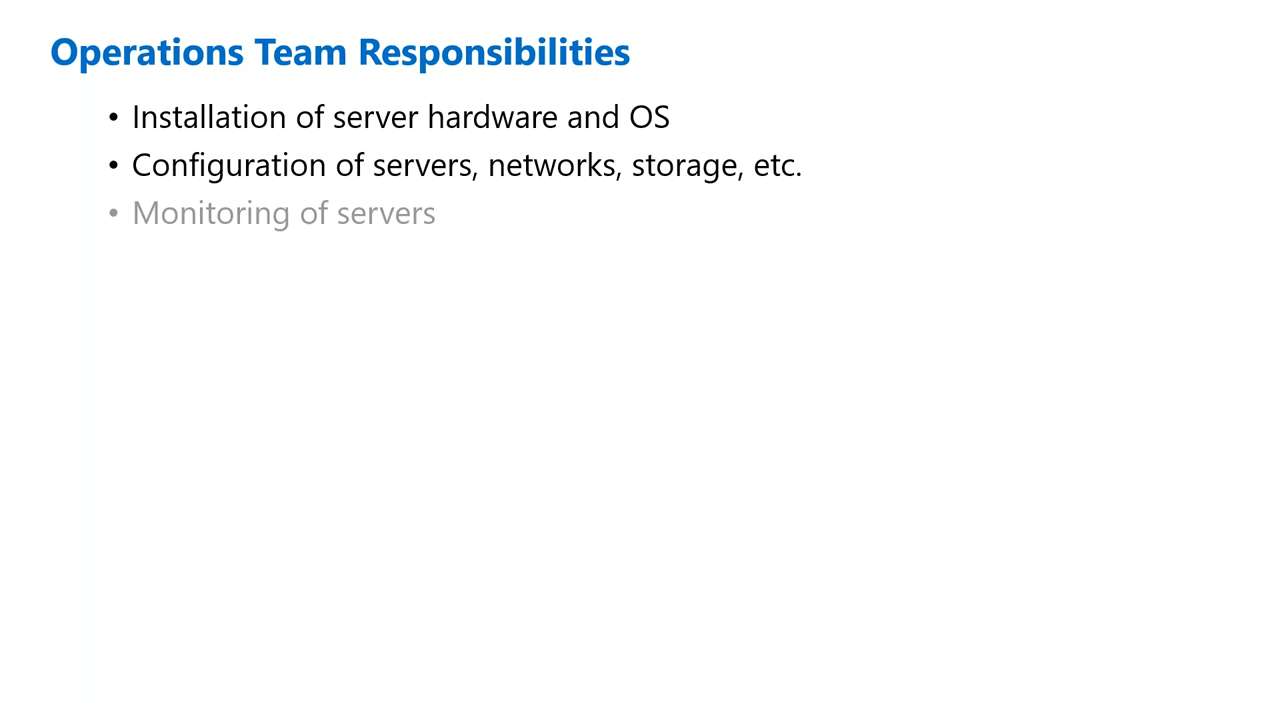 Operations Team Responsibilities
• Installation of server hardware and OS
• Configuration of servers, networks, storage, etc.
• Monitoring of servers